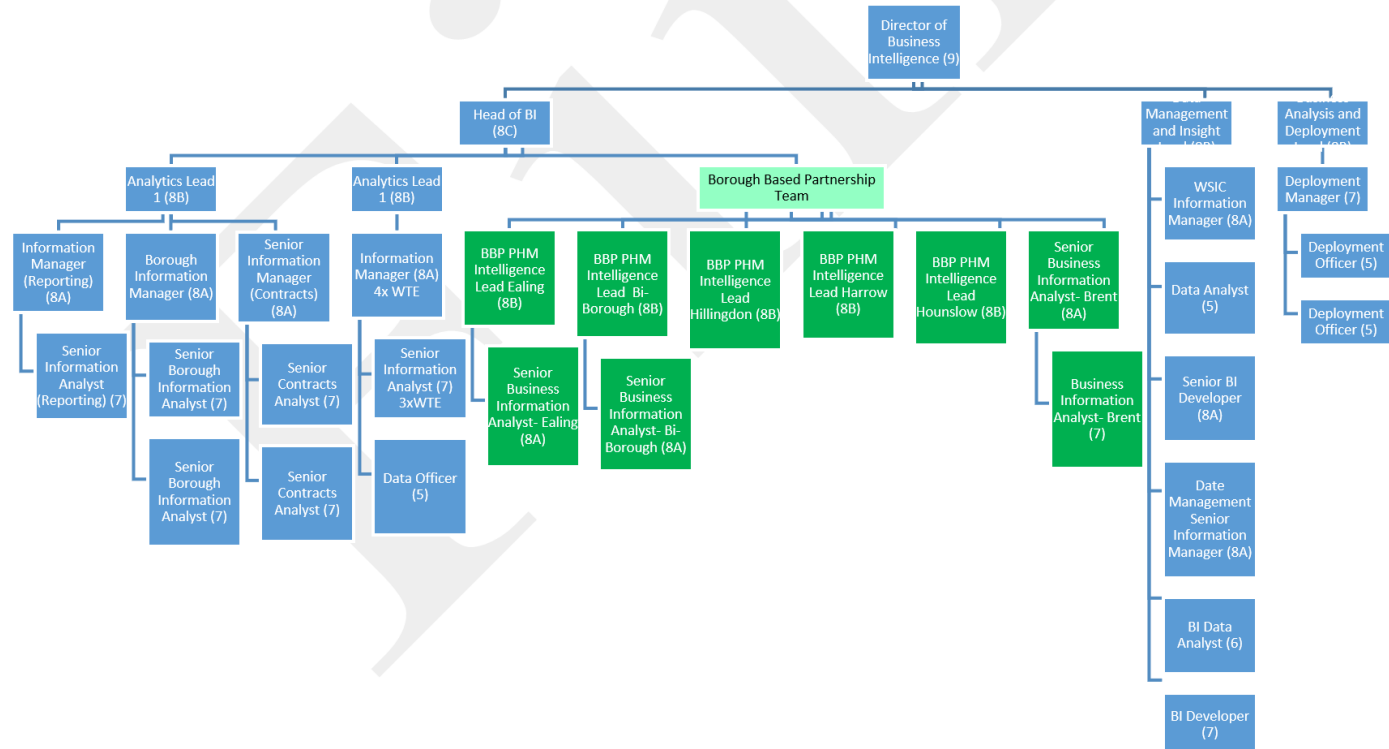 Director of
Business
Intelligence (9)
Head of BI
(8C)
Management
and Insight
Analysis and
Deployment
Analytics Lead
1 (8B)
Analytics Lead
1 (8B)
Borough Based Partnership
Team
WSIC
Information
Manager (8A)
Deployment
Manager (7)
Information
Manager
(Reporting)
(8A)
Borough
Information
Manager (8A)
Senior
Information
Manager
(Contracts)
(8A)
Information
Manager (8A)
4x WTE
BBP PHM
Intelligence
Lead Ealing
(8B)
BBP PHM
Intelligence
Lead Bi-
Borough (8B)
BBP PHM
Intelligence
Lead
Hillingdon (8B)
BBP PHM
Intelligence
Lead Harrow
(8B)
BBP PHM
Intelligence
Lead
Hounslow (8B)
Senior
Business
Information
Analyst- Brent
(8A)
Deployment
Officer (5)
Data Analyst
(5)
Deployment
Officer (5)
Senior
Information
Analyst
(Reporting) (7)
Senior
Borough
Information
Analyst (7)
Senior
Contracts
Analyst (7)
Senior
Information
Analyst (7)
3xWTE
Senior
Business
Information
Analyst- Ealing
(8A)
Senior
Business
Information
Analyst- Bi-
Borough (8A)
Business
Information
Analyst- Brent
(7)
Senior BI
Developer
(8A)
Senior
Borough
Information
Analyst (7)
Senior
Contracts
Analyst (7)
Data Officer
(5)
Date
Management
Senior
Information
Manager (8A)
BI Data
Analyst (6)
BI Developer
(7)